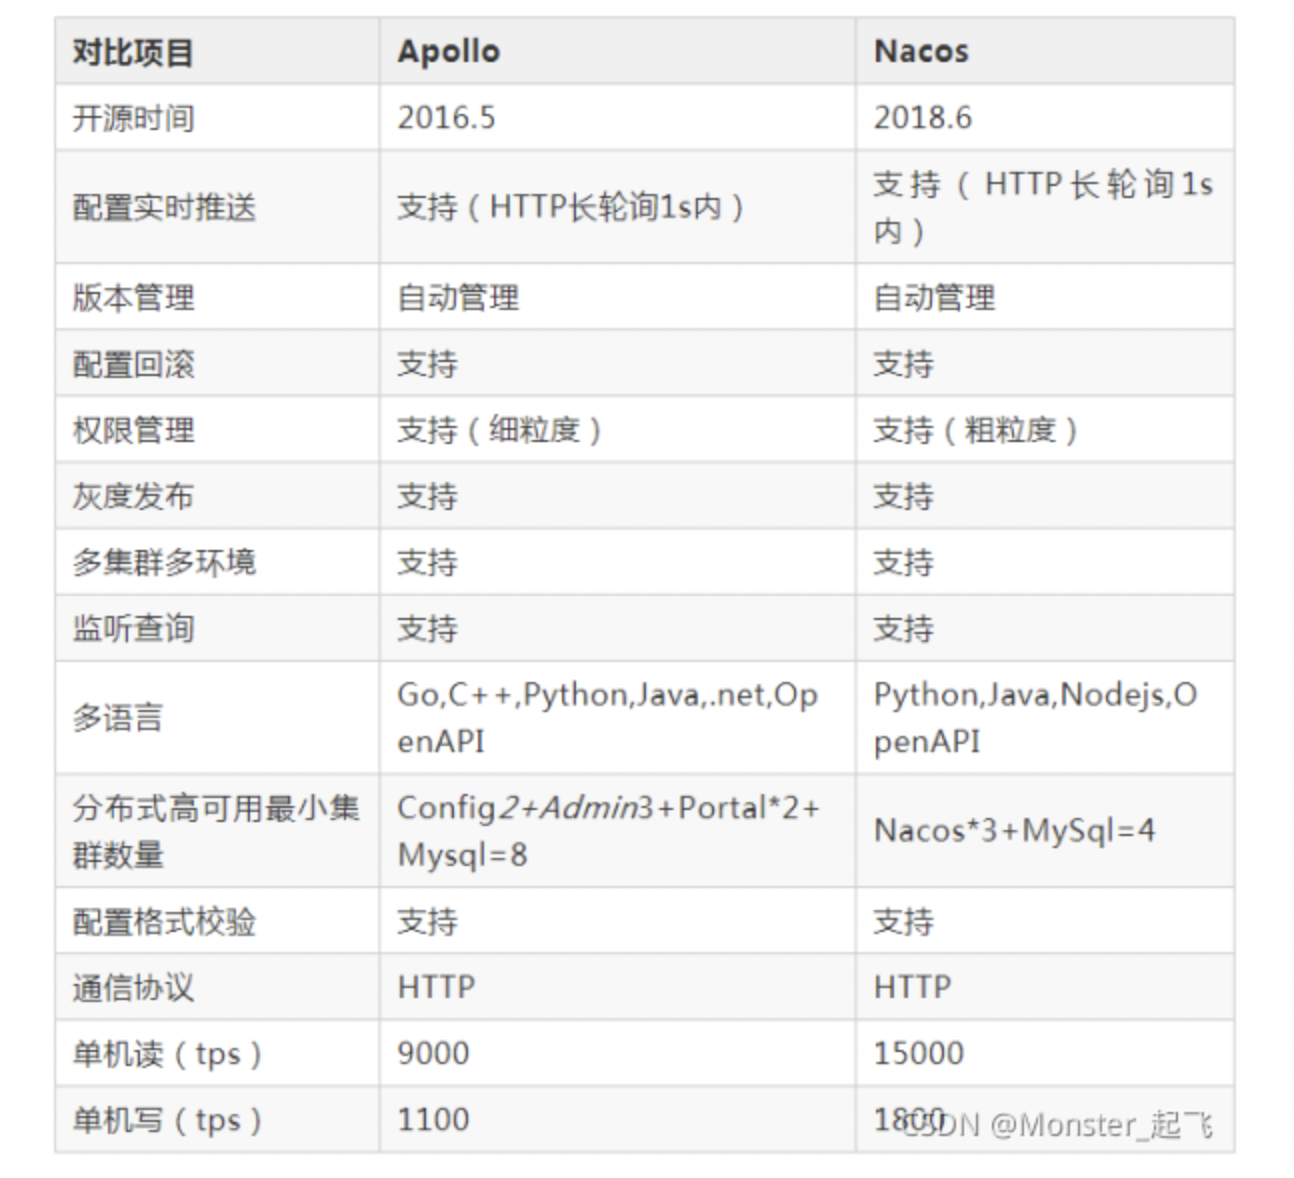 对比项目 Apollo Nacos
开源时间 2016.5 2018.6
配置实时推送 支持（HTTP长轮询1s内） 支持（HTTP长轮询1s
内）
版本管理 自动管理 自动管理
配置回滚 支持 支持
权限管理 支持（细粒度） 支持（粗粒度）
灰度发布 支持 支持
多集群多环境 支持 支持
监听查询 支持 支持
多语言 Go,C++,Python,Java,.net,Op
enAPI
Python,Java,Nodejs,O
penAPI
分布式高可用最小集
群数量
Config2+Admin3+Portal*2+
Mysql=8
Nacos*3+MySql=4
配置格式校验 支持 支持
通信协议 HTTP HTTP
单机读（tps） 9000 15000
单机写（tps） 1100 1800
CSDN @Monster_起飞